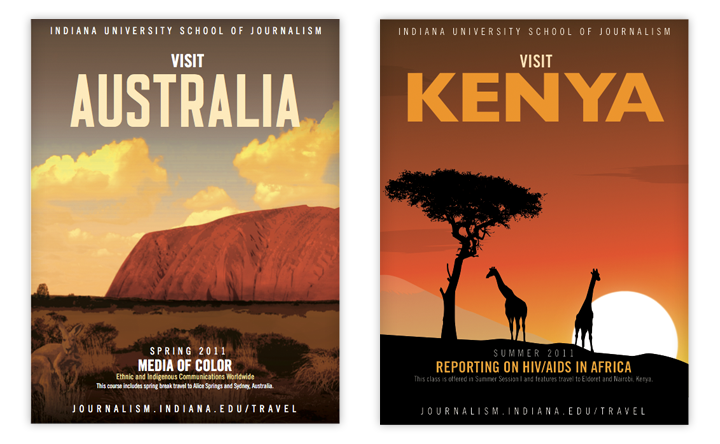 INDIANA UNIVERSITY SCHOOL OF JOURNALISM
VISIT
AUSTRALIA
SPRING 2011
MEDIA OF COLOR
Ethnic and Indigenous Communications Worldwide
This course includes spring break travel to Alice Springs and Sydney, Australia.
JOURNALISM.INDIANA.EDU/TRAVEL
INDIANA UNIVERSITY SCHOOL OF JOURNALISM
VISIT
KENYA
SUMMER 2011
REPORTING ON HIV/AIDS IN AFRICA
This class is offered in Summer Session I and features travel to Eldoret and Nairobi, Kenya.
JOURNALISM.INDIANA.EDU/TRAVEL